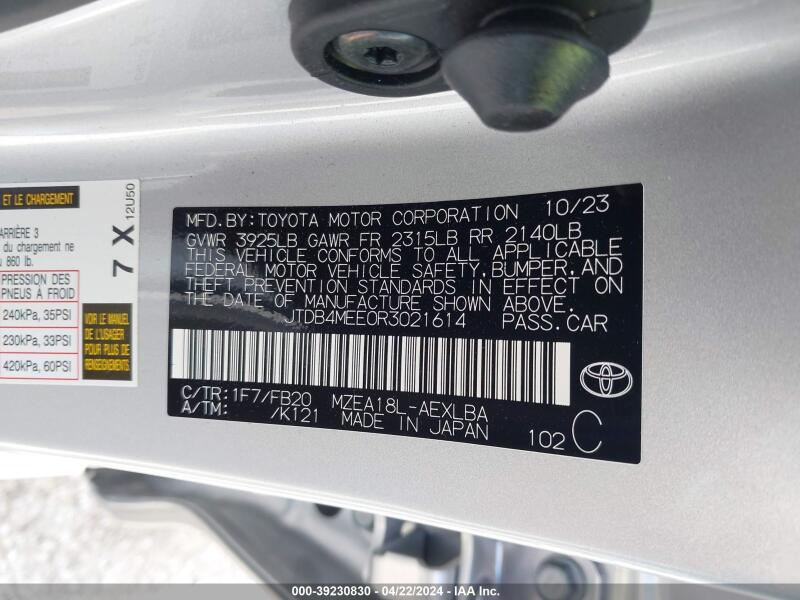 ET LE CHARGEMENT
ARRIÈRE 3
du chargement ne
860 lb.
PRESSION DES
PNEUS À FROID
240kPa, 35PSI
230kPa, 33PSI
420kPa, 60PSI
VOIR LE MANUEL
DE L'USAGER
POUR PLUS DE
RENSEIGNEMENTS
7 X
12U50
MFD. BY: TOYOTA MOTOR CORPORATION 10/23
GVWR 3925LB GAWR FR 2315LB RR 2140LB
THIS VEHICLE CONFORMS TO ALL APPLICABLE
FEDERAL MOTOR VEHICLE SAFETY, BUMPER, AND
THEFT PREVENTION STANDARDS IN EFFECT ON
THE DATE OF MANUFACTURE SHOWN ABOVE.
JTDB4MEE0R3021614 PASS.CAR
C/TR: 1F7/FB20 MZEA18L-AEXLBA
A/TM: /K121 MADE IN JAPAN
102 C
000-39230830 - 04/22/2024 - IAA Inc.